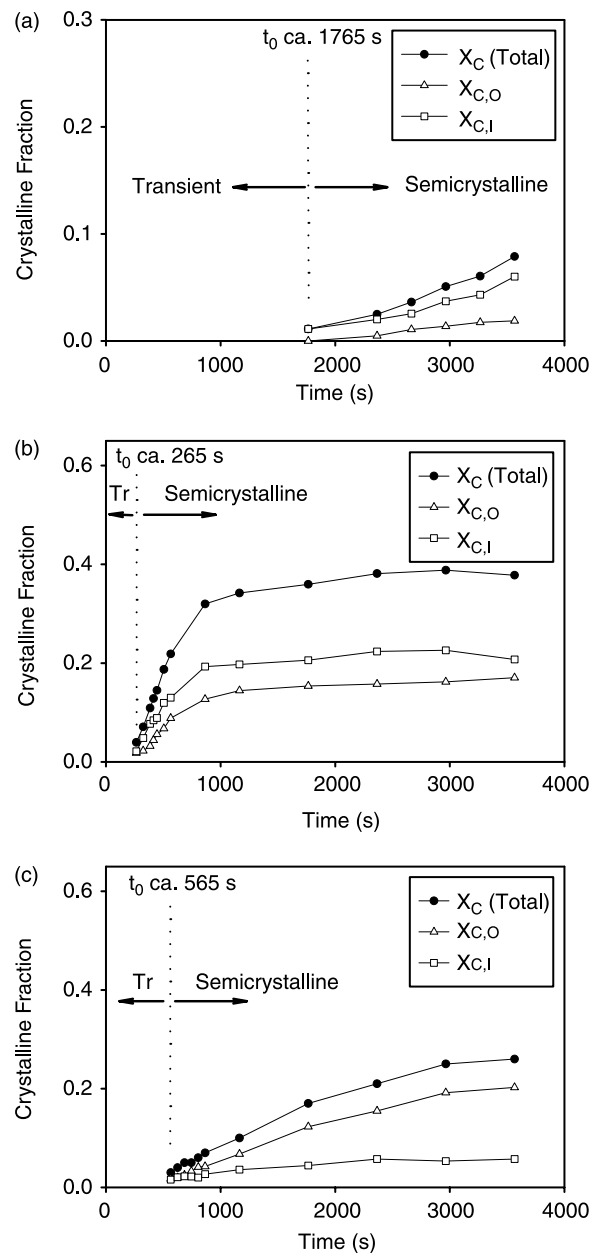 (a)
t0 ca. 1765 s
XC (Total)
XC,O
XC,I
Transient
Semicrystalline
Crystalline Fraction
0.3
0.2
0.1
0.0
0 1000 2000 3000 4000
Time (s)
(b)
t0 ca. 265 s
Tr Semicrystalline
XC (Total)
XC,O
XC,I
Crystalline Fraction
0.6
0.4
0.2
0.0
0 1000 2000 3000 4000
Time (s)
(c)
t0 ca. 565 s
XC (Total)
XC,O
XC,I
Tr Semicrystalline
Crystalline Fraction
0.6
0.4
0.2
0.0
0 1000 2000 3000 4000
Time (s)